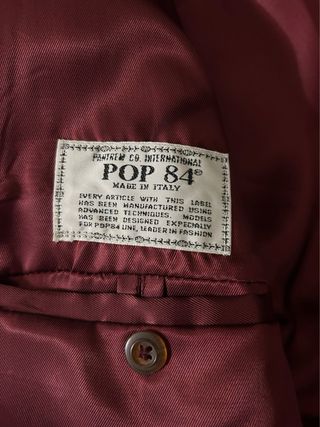 PANTREM CO. INTERNATIONAL
POP 84®
MADE IN ITALY
EVERY ARTICLE WITH THIS LABEL
HAS BEEN MANUFACTURED USING
ADVANCED TECHNIQUES. MODELS
HAS BEEN DESIGNED EXPECIALLY
FOR POP84 LINE, LEADER IN FASHION